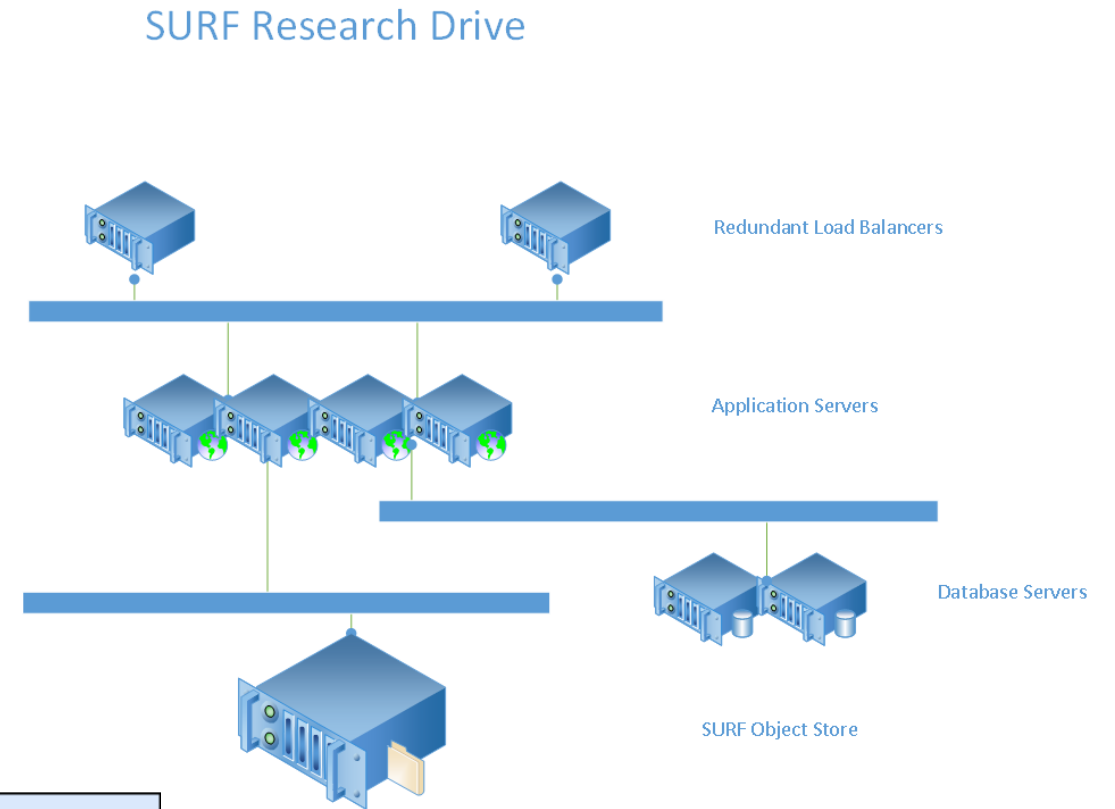 SURF Research Drive
Redundant Load Balancers
Application Servers
Database Servers
SURF Object Store